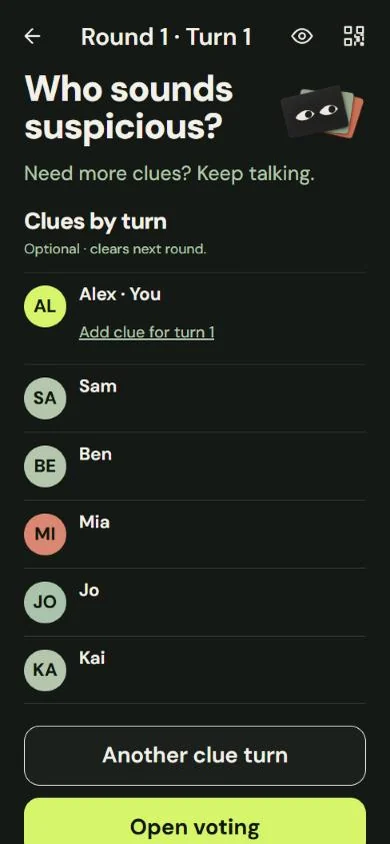 Round 1 · Turn 1
Who sounds
suspicious?
Need more clues? Keep talking.
Clues by turn
Optional · clears next round.
AL
Alex · You
Add clue for turn 1
SA
Sam
BE
Ben
MI
Mia
JO
Jo
KA
Kai
Another clue turn
Open voting